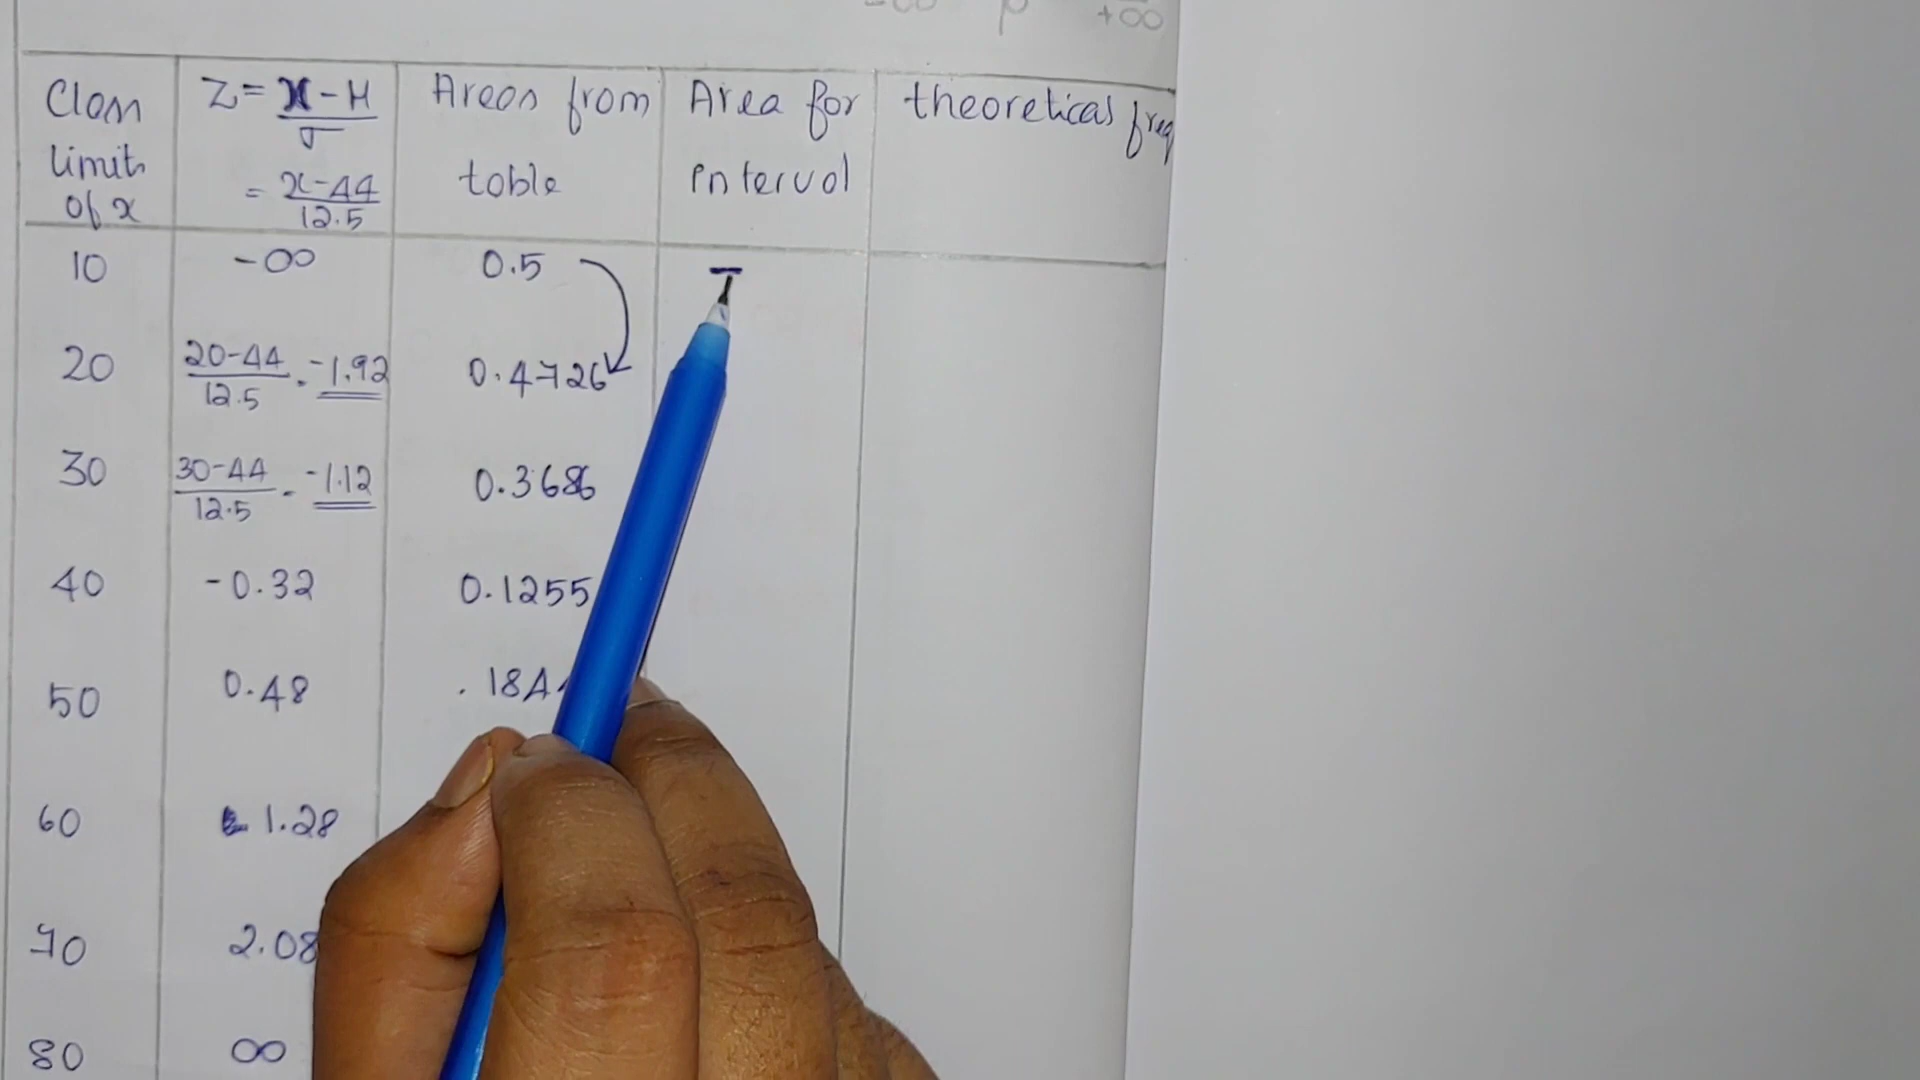 -∞ μ +∞
Class Z = x-μ/σ Areas from Area for theoretical freq
limits = x-44/12.5 table interval
of x
10 -∞ 0.5 -
20 20-44/12.5 = -1.92 0.4726
30 30-44/12.5 = -1.12 0.3686
40 -0.32 0.1255
50 0.48 .184
60 1.28
70 2.08
80 ∞